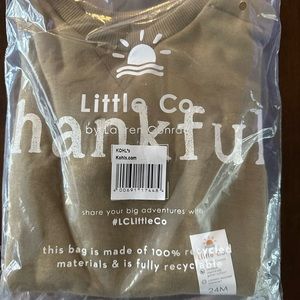 Little Co.
by Lauren Conrad
thankful
KOHL's
Kohls.com
share your big adventures with
#LCLittleCo
this bag is made of 100% recycled
materials & is fully recyclable
Little Co.
24M